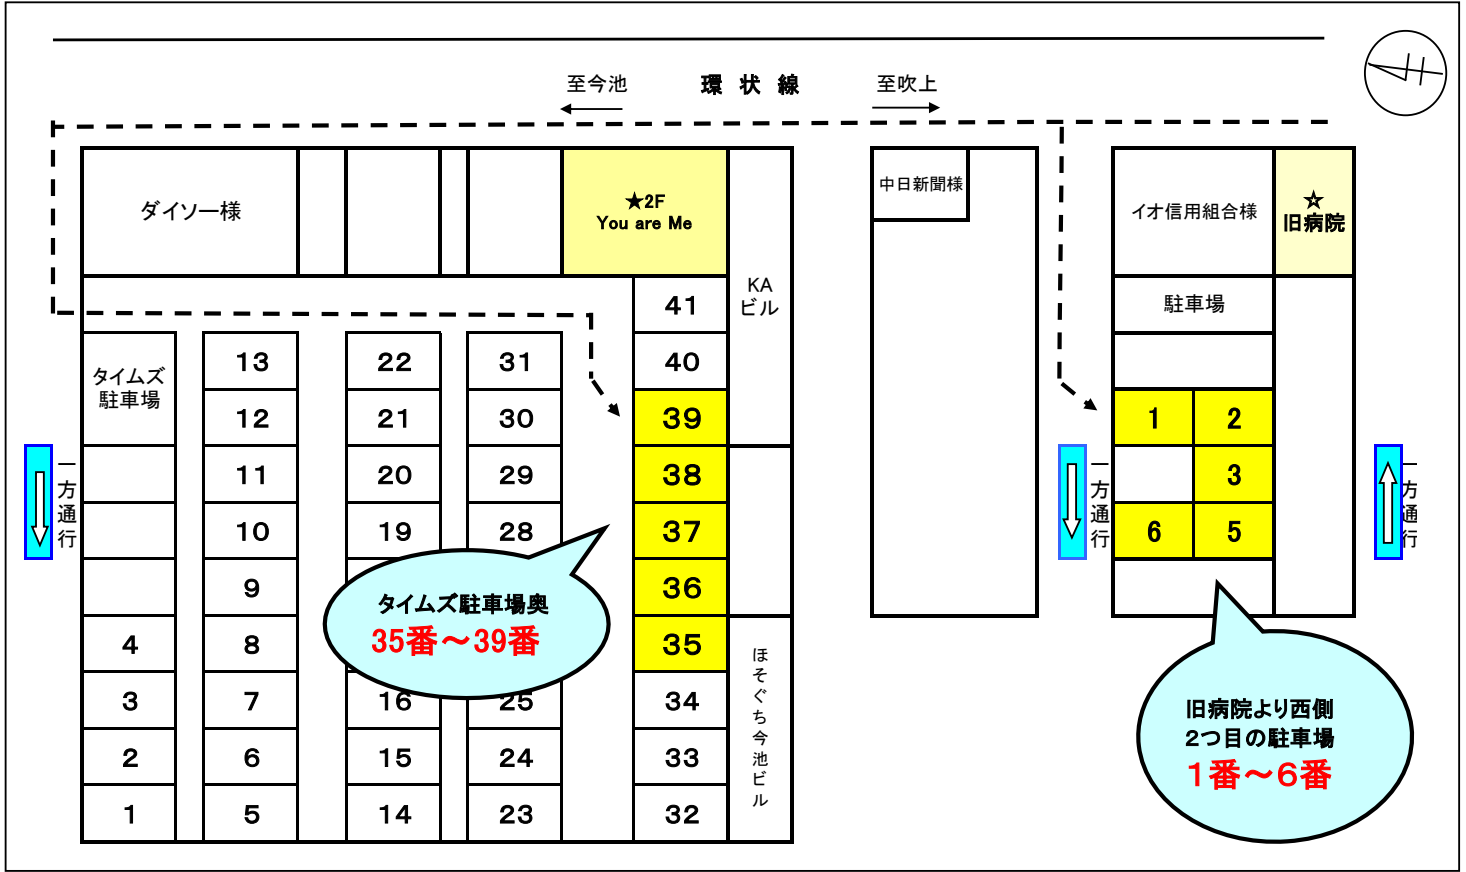 至今池
環状線
至吹上
ダイソー様
★2F
You are Me
KA
ビル
中日新聞様
イオ信用組合様
☆
旧病院
駐車場
タイムズ
駐車場
41
40
39
38
37
36
35
34
33
32
13
12
11
10
9
8
7
6
5
4
3
2
1
22
21
20
19
16
15
14
31
30
29
28
25
24
23
一方通行
タイムズ駐車場奥
35番～39番
ほそぐち今池ビル
一方通行
1
2
3
6
5
一方通行
旧病院より西側
2つ目の駐車場
1番～6番